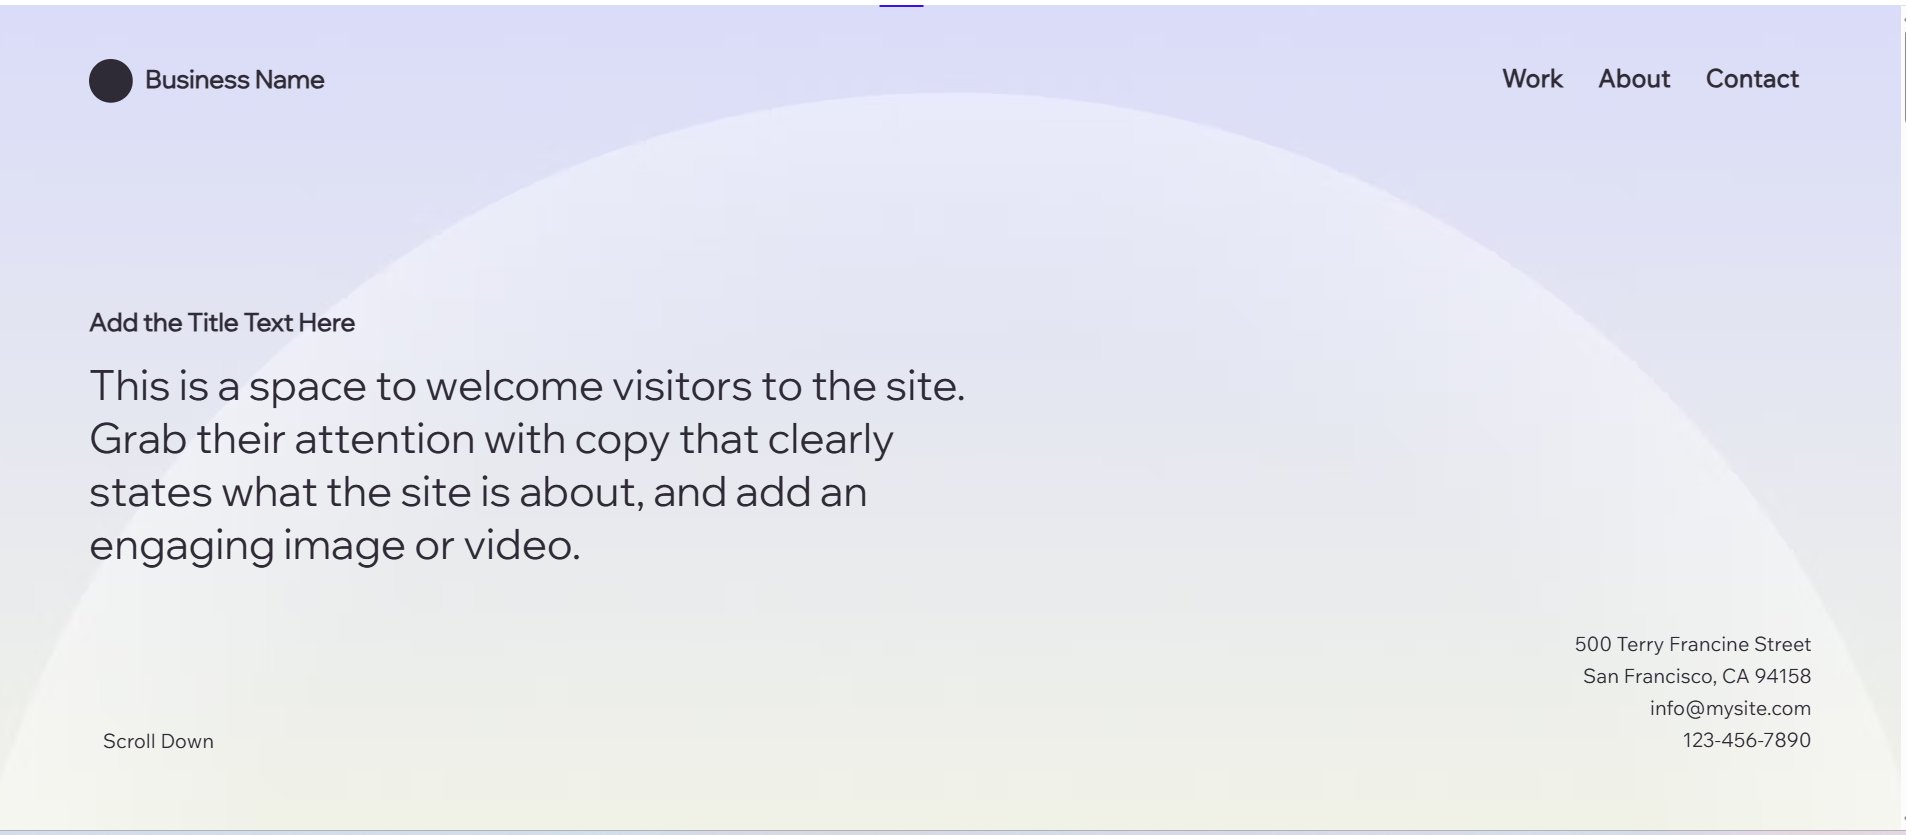 Business Name
Work
About
Contact
Add the Title Text Here
This is a space to welcome visitors to the site.
Grab their attention with copy that clearly
states what the site is about, and add an
engaging image or video.
500 Terry Francine Street
San Francisco, CA 94158
info@mysite.com
123-456-7890
Scroll Down